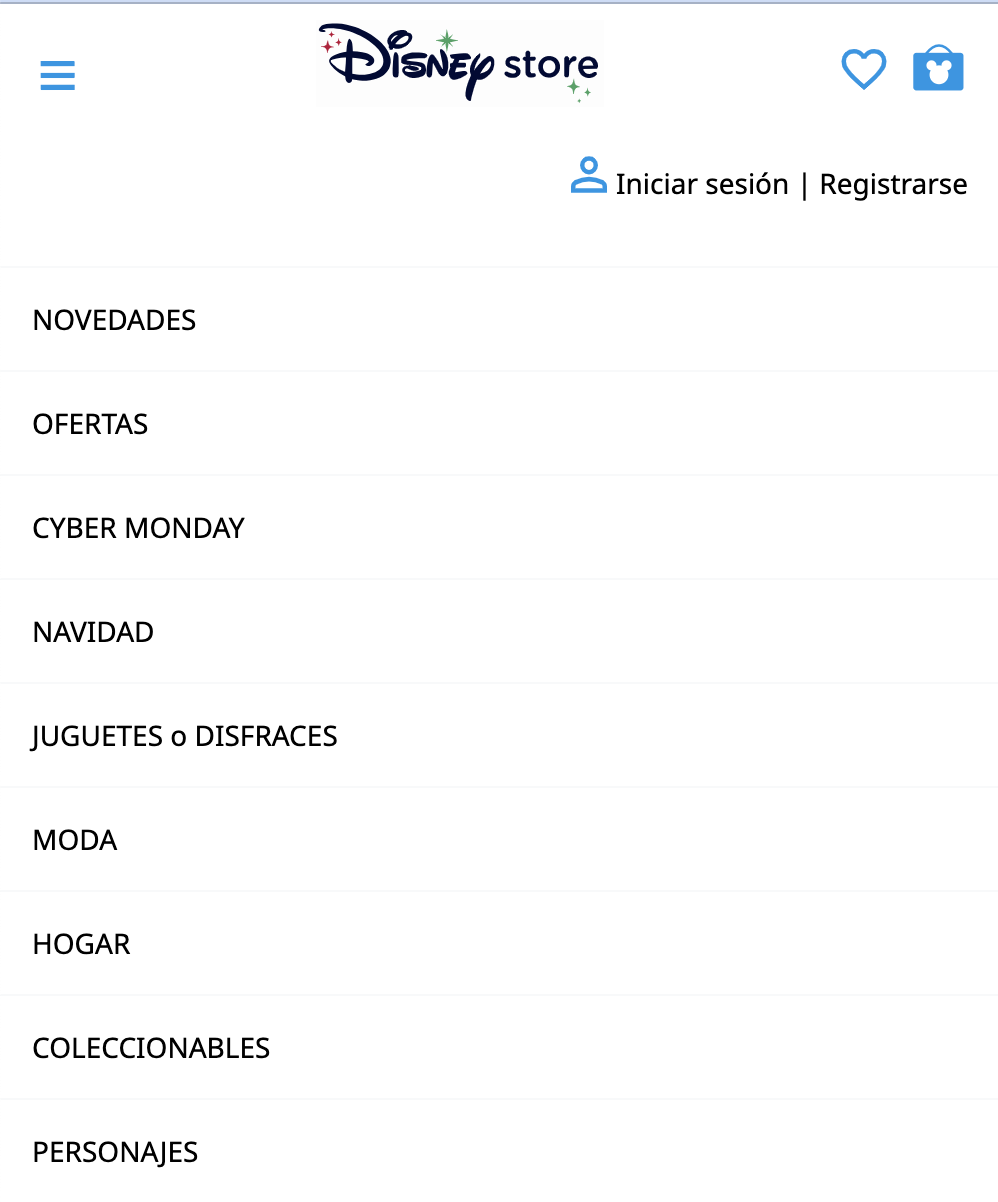 Disney store
Iniciar sesión | Registrarse
NOVEDADES
OFERTAS
CYBER MONDAY
NAVIDAD
JUGUETES o DISFRACES
MODA
HOGAR
COLECCIONABLES
PERSONAJES